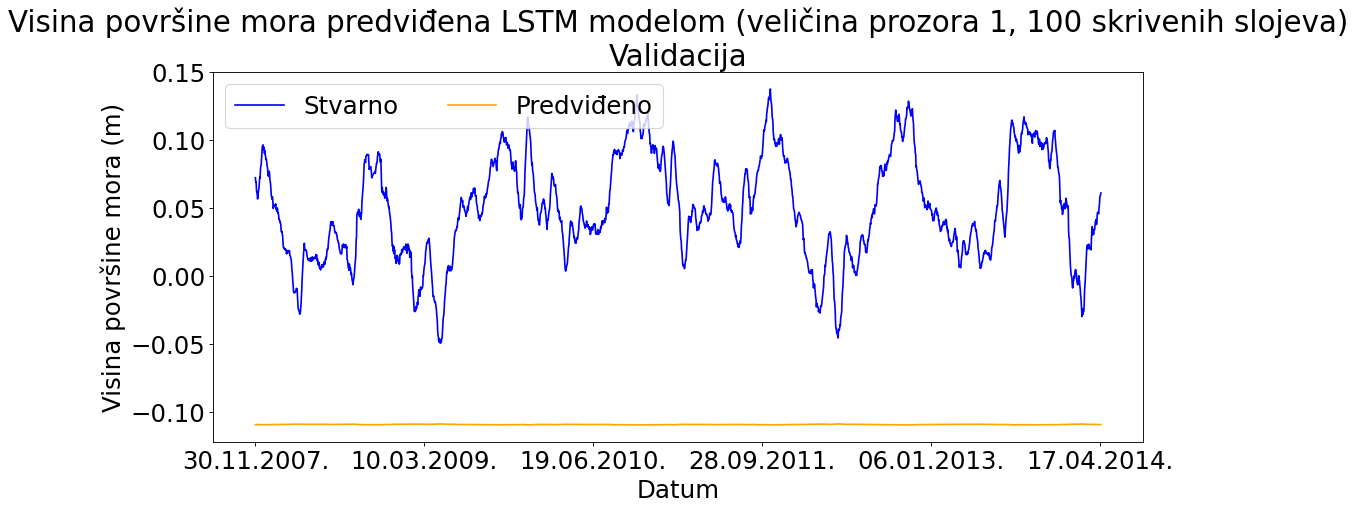 Visina površine mora predviđena LSTM modelom (veličina prozora 1, 100 skrivenih slojeva)
Validacija
Stvarno Predviđeno
Visina površine mora (m)
0.15
0.10
0.05
0.00
−0.05
−0.10
30.11.2007. 10.03.2009. 19.06.2010. 28.09.2011. 06.01.2013. 17.04.2014.
Datum